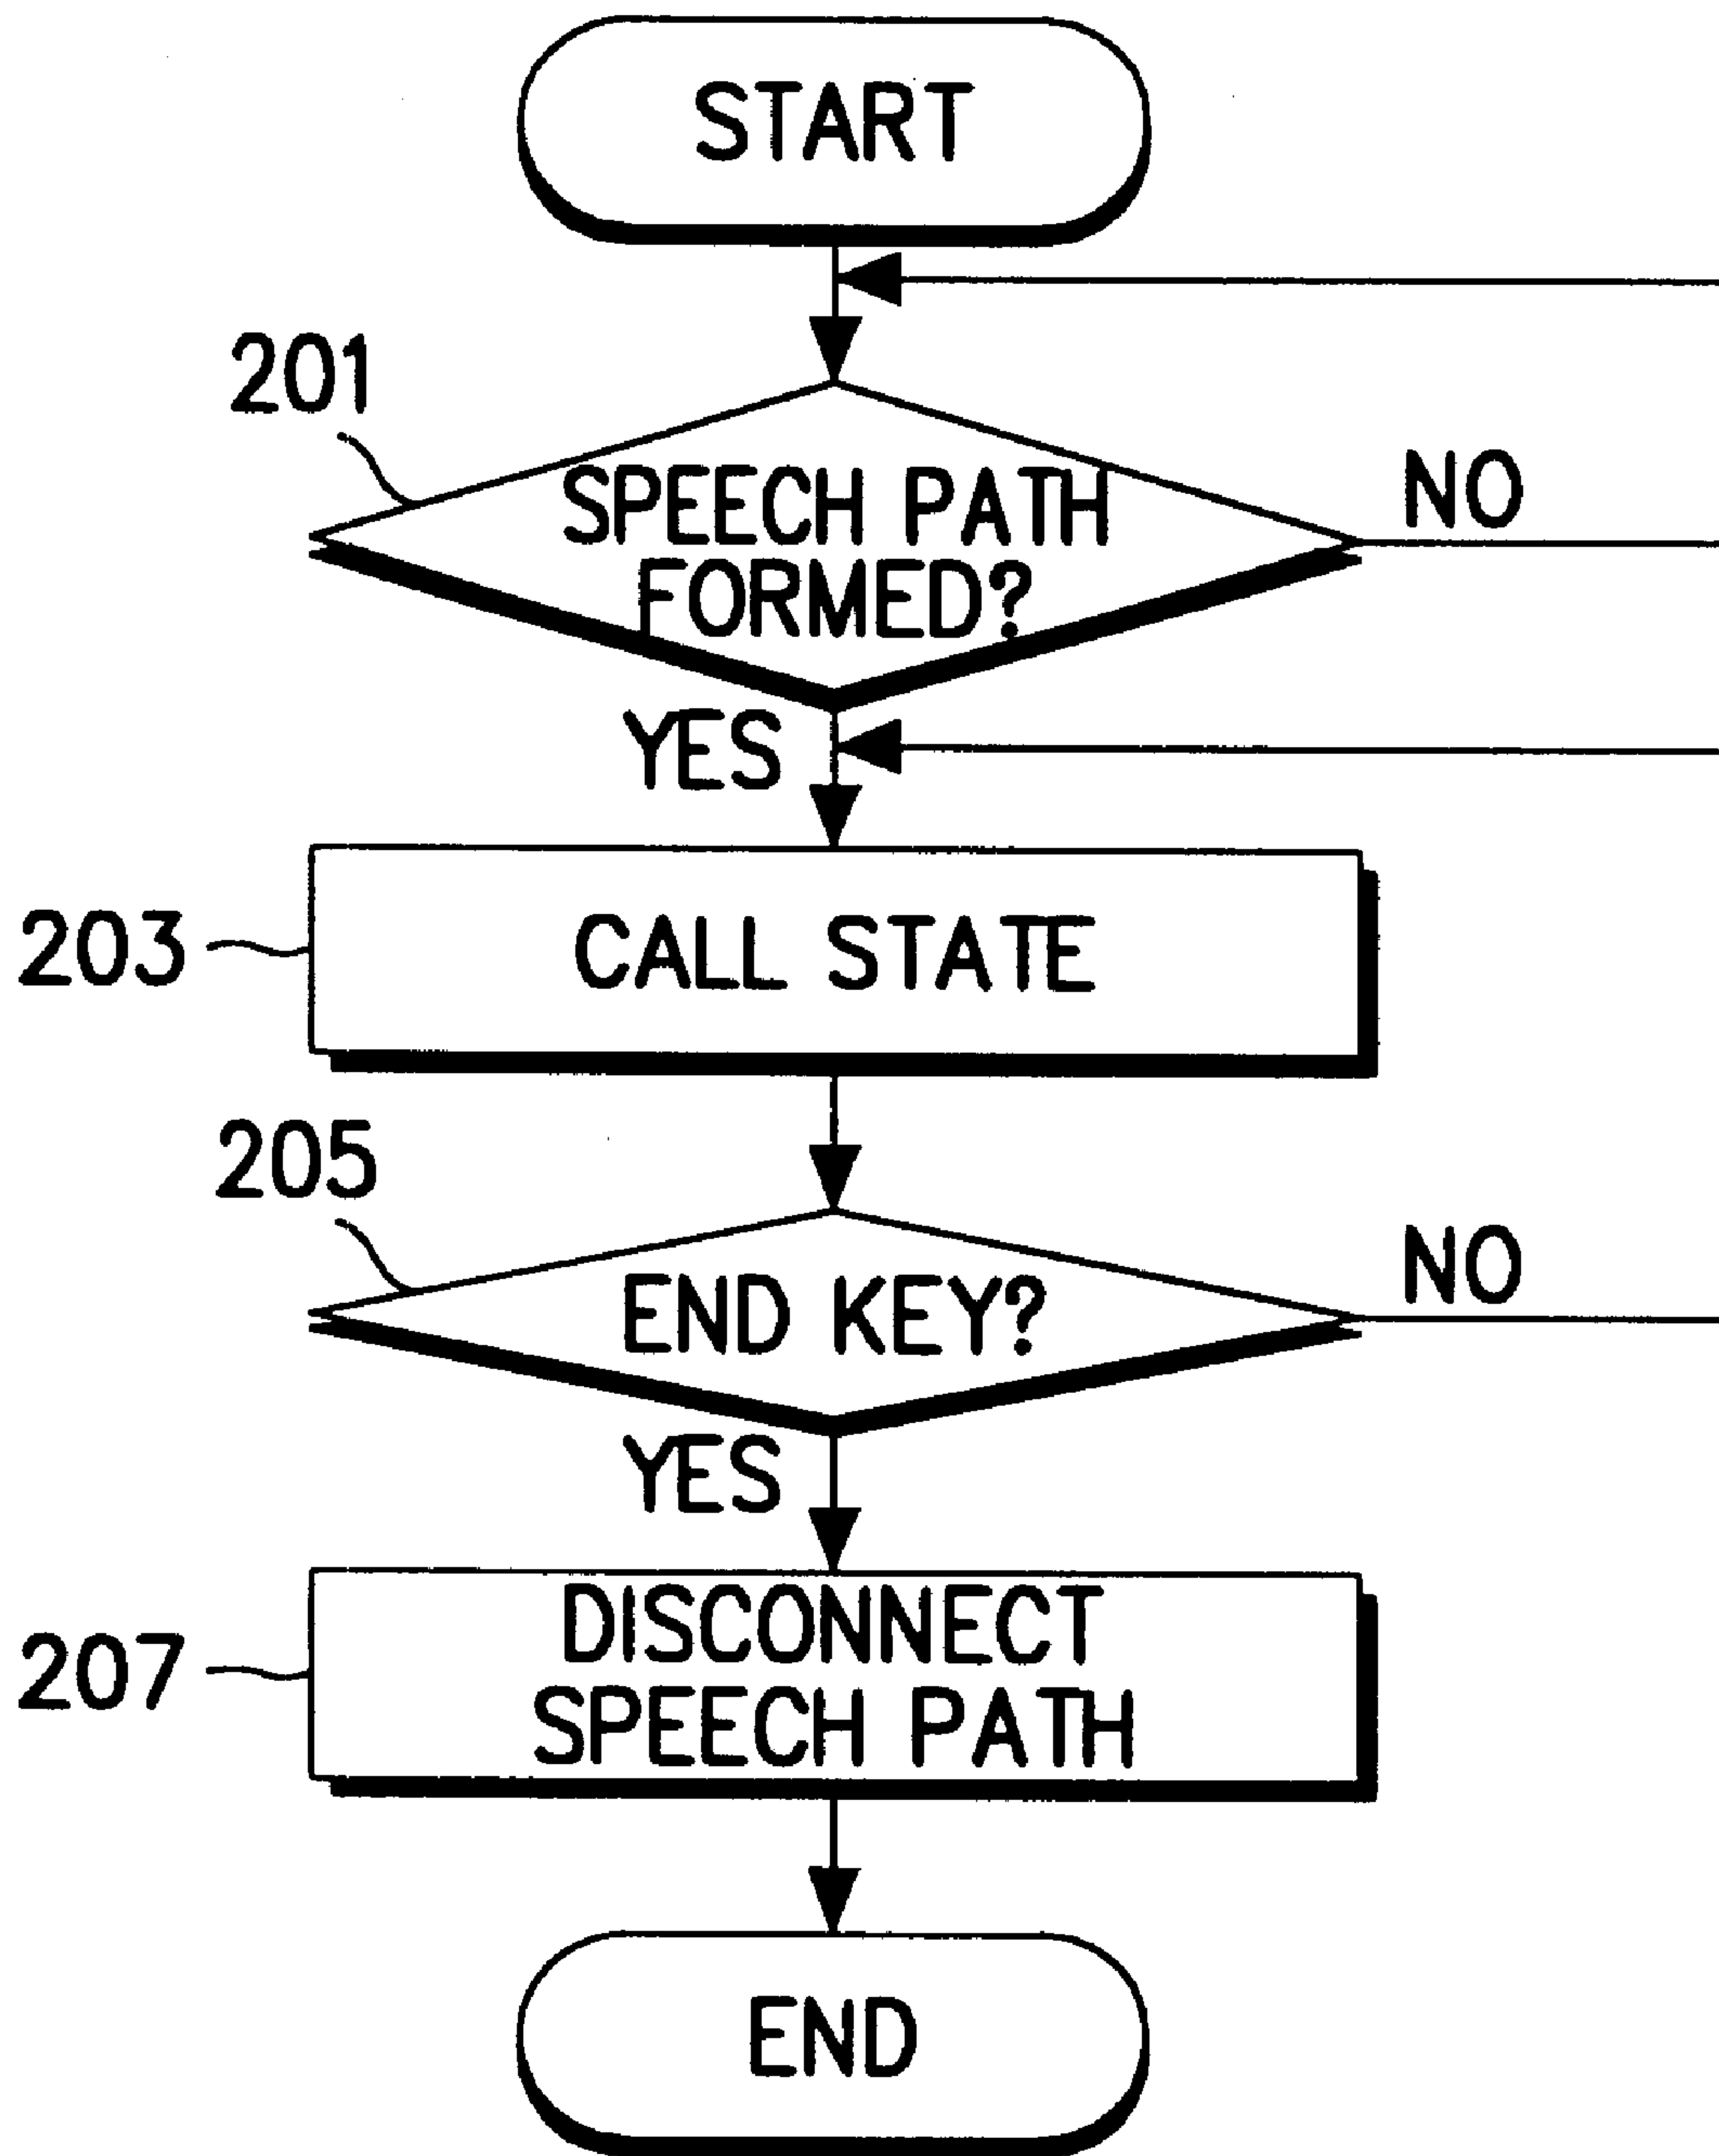 START
201
SPEECH PATH
FORMED?
NO
YES
203
CALL STATE
205
END KEY?
NO
YES
207
DISCONNECT
SPEECH PATH
END